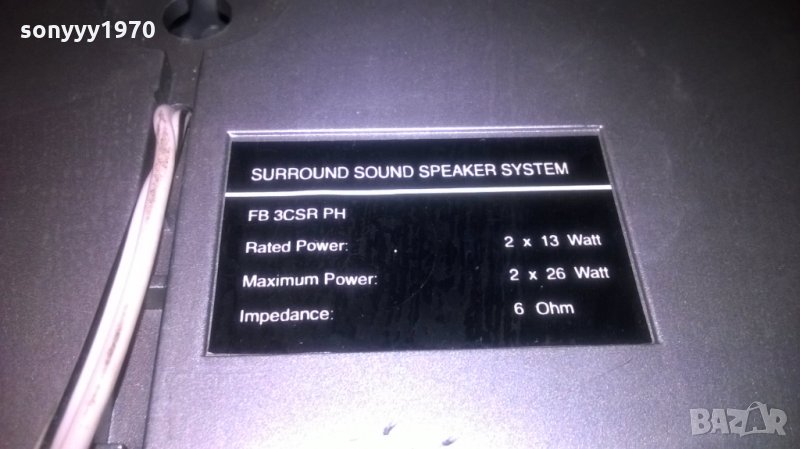 sonyyy1970
SURROUND SOUND SPEAKER SYSTEM
FB 3CSR PH
Rated Power: 2 x 13 Watt
Maximum Power: 2 x 26 Watt
Impedance: 6 Ohm
BAZAR